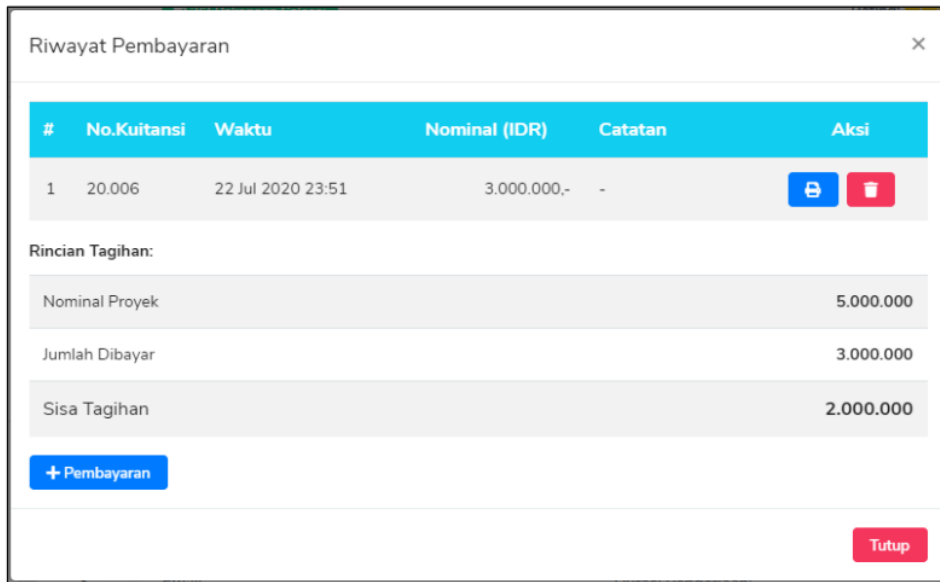 Riwayat Pembayaran ×
# No.Kuitansi Waktu Nominal (IDR) Catatan Aksi
1 20.006 22 Jul 2020 23:51 3.000.000,- -
Rincian Tagihan:
Nominal Proyek 5.000.000
Jumlah Dibayar 3.000.000
Sisa Tagihan 2.000.000
+ Pembayaran
Tutup